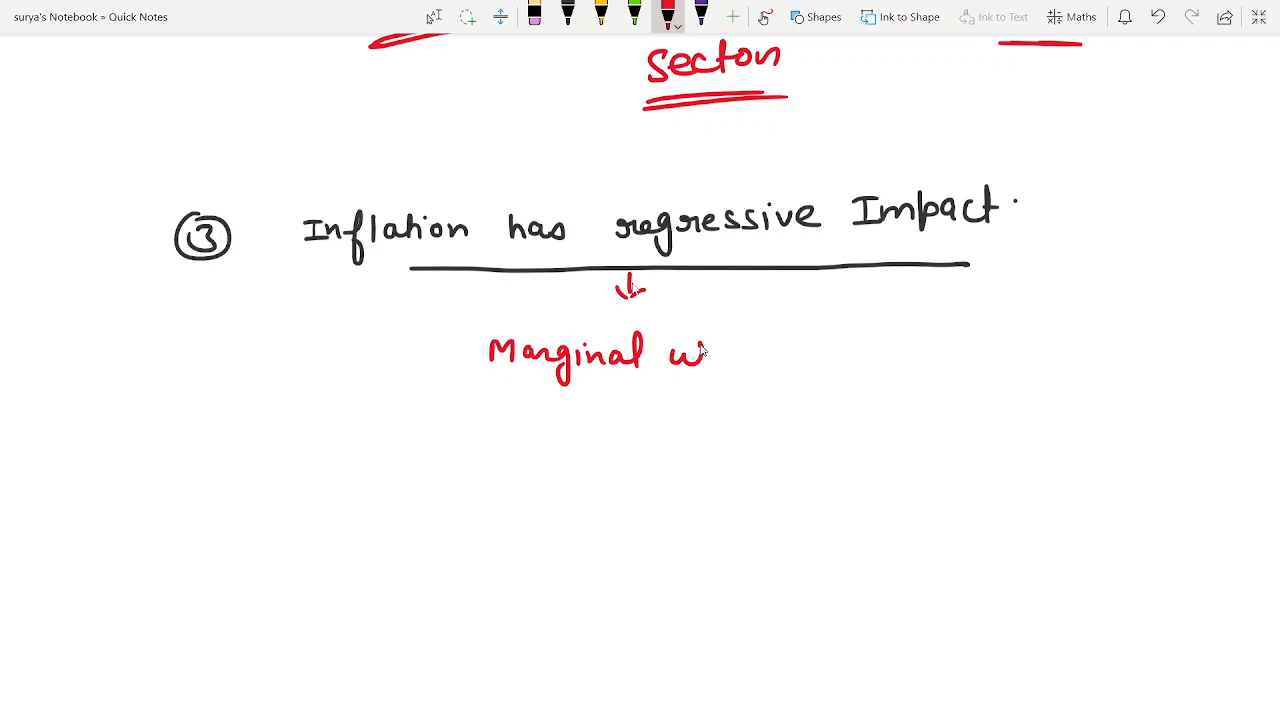 surya's Notebook » Quick Notes
Shapes Ink to Shape Ink to Text Maths
Secton
③ Inflation has regressive Impact.
Marginal